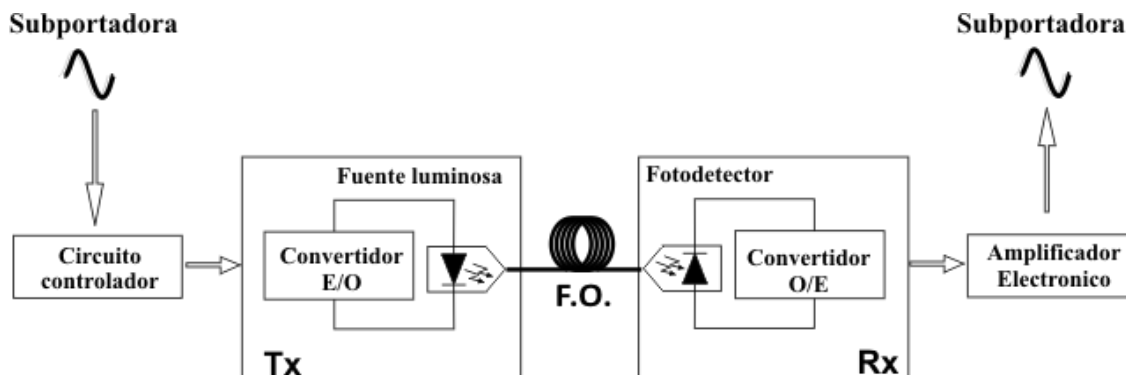 Subportadora
Subportadora
Fuente luminosa
Fotodetector
Circuito
controlador
Convertidor
E/O
F.O.
Convertidor
O/E
Amplificador
Electronico
Tx
Rx